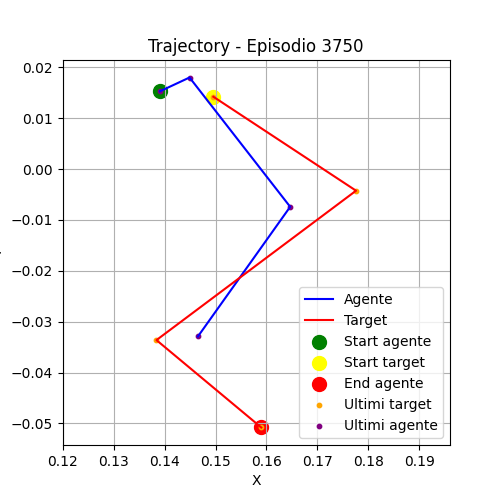 Trajectory - Episodio 3750
0.02
0.01
0.00
−0.01
−0.02
−0.03
−0.04
−0.05
Agente
Target
Start agente
Start target
End agente
Ultimi target
Ultimi agente
0.12 0.13 0.14 0.15 0.16 0.17 0.18 0.19
X